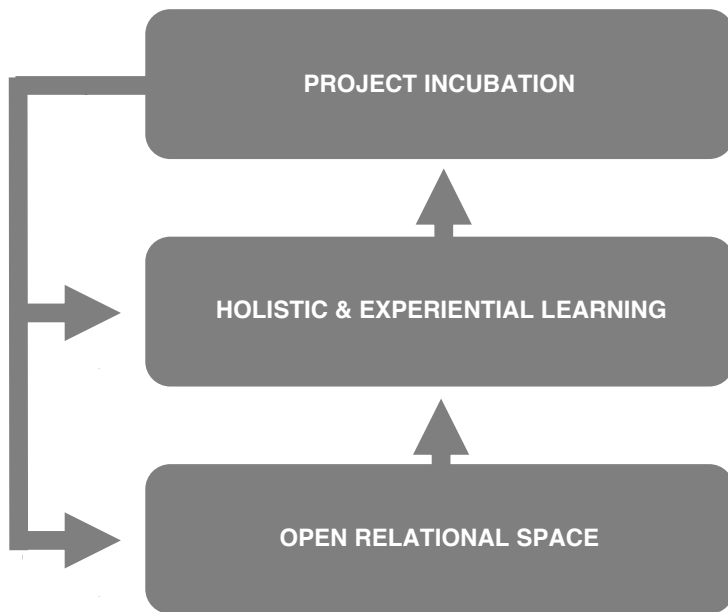 PROJECT INCUBATION
HOLISTIC & EXPERIENTIAL LEARNING
OPEN RELATIONAL SPACE